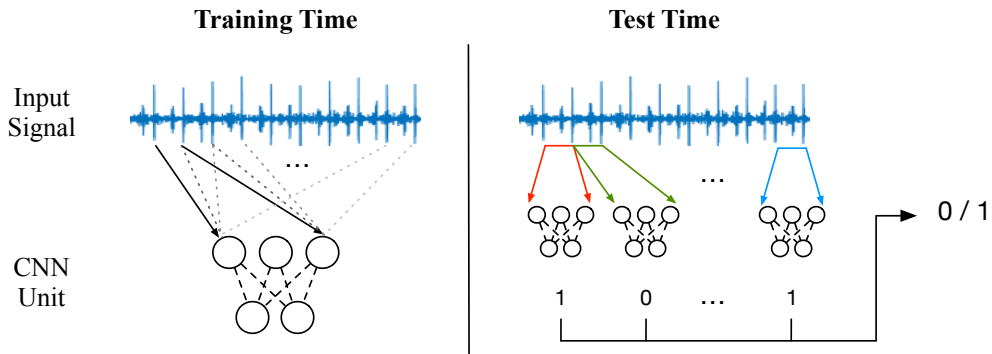 Training Time
Test Time
Input
Signal
...
...
CNN
Unit
0 / 1
1 0 ... 1